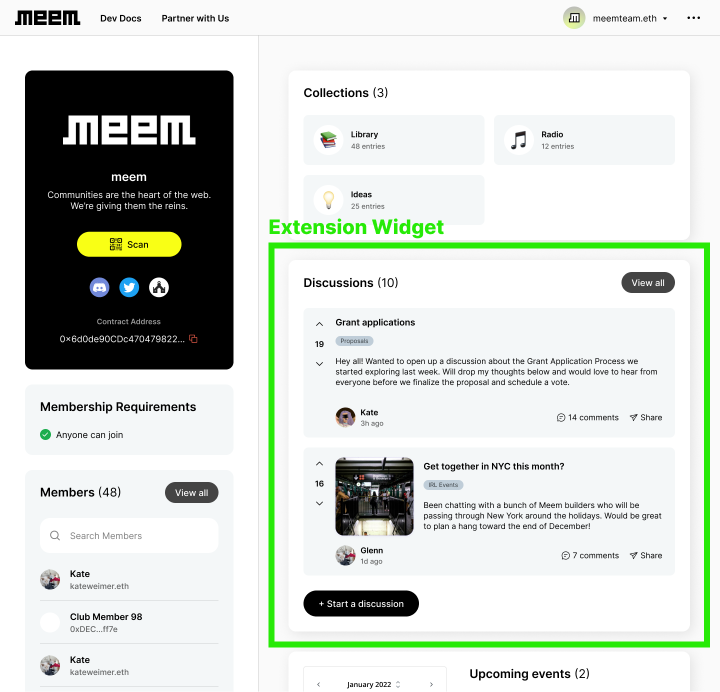 meem
Dev Docs
Partner with Us
meemteam.eth
meem
meem
Communities are the heart of the web.
We're giving them the reins.
Scan
Contract Address
0x6d0de90CDc470479822...
Membership Requirements
Anyone can join
Members (48)
View all
Search Members
Kate
kateweimer.eth
Club Member 98
0xDEC...ff7e
Kate
kateweimer.eth
Collections (3)
Library
48 entries
Radio
12 entries
Ideas
25 entries
Extension Widget
Discussions (10)
View all
Grant applications
19
Proposals
Hey all! Wanted to open up a discussion about the Grant Application Process we
started exploring last week. Will drop my thoughts below and would love to hear from
everyone before we finalize the proposal and schedule a vote.
Kate
3h ago
14 comments
Share
Get together in NYC this month?
16
IRL Events
Been chatting with a bunch of Meem builders who will be
passing through New York around the holidays. Would be great
to plan a hang toward the end of December!
Glenn
1d ago
7 comments
Share
+ Start a discussion
January 2022
Upcoming events (2)